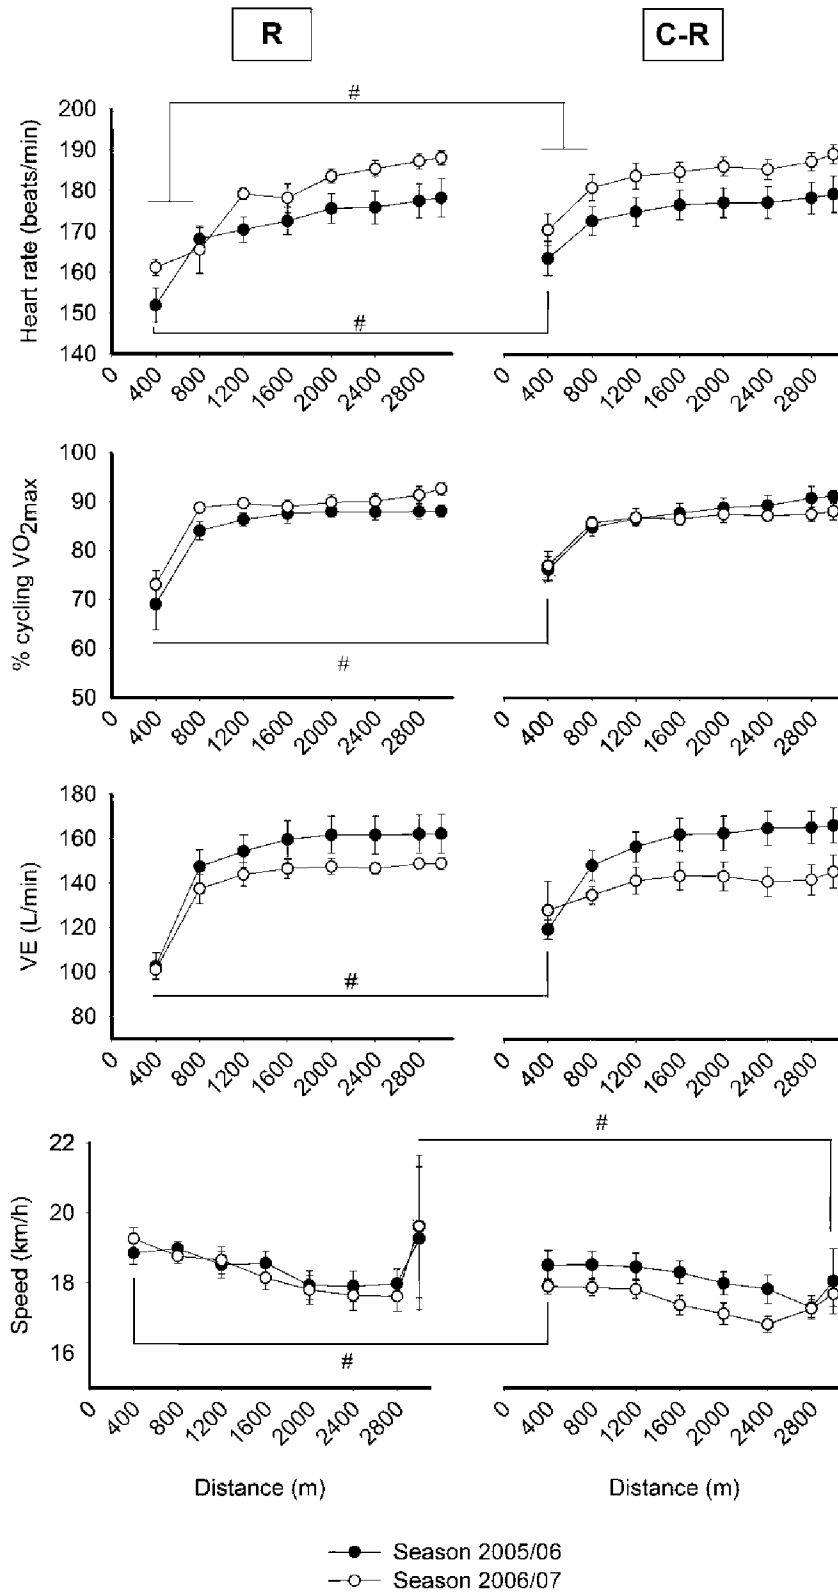 R
C-R
#
200
190
180
170
160
150
140
Heart rate (beats/min)
#
0 400 800 1200 1600 2000 2400 2800
0 400 800 1200 1600 2000 2400 2800
100
90
80
70
60
50
% cycling VO2max
#
0 400 800 1200 1600 2000 2400 2800
0 400 800 1200 1600 2000 2400 2800
180
160
140
120
100
80
VE (L/min)
#
0 400 800 1200 1600 2000 2400 2800
0 400 800 1200 1600 2000 2400 2800
#
22
20
18
16
Speed (km/h)
#
0 400 800 1200 1600 2000 2400 2800
0 400 800 1200 1600 2000 2400 2800
Distance (m)
Distance (m)
Season 2005/06
Season 2006/07